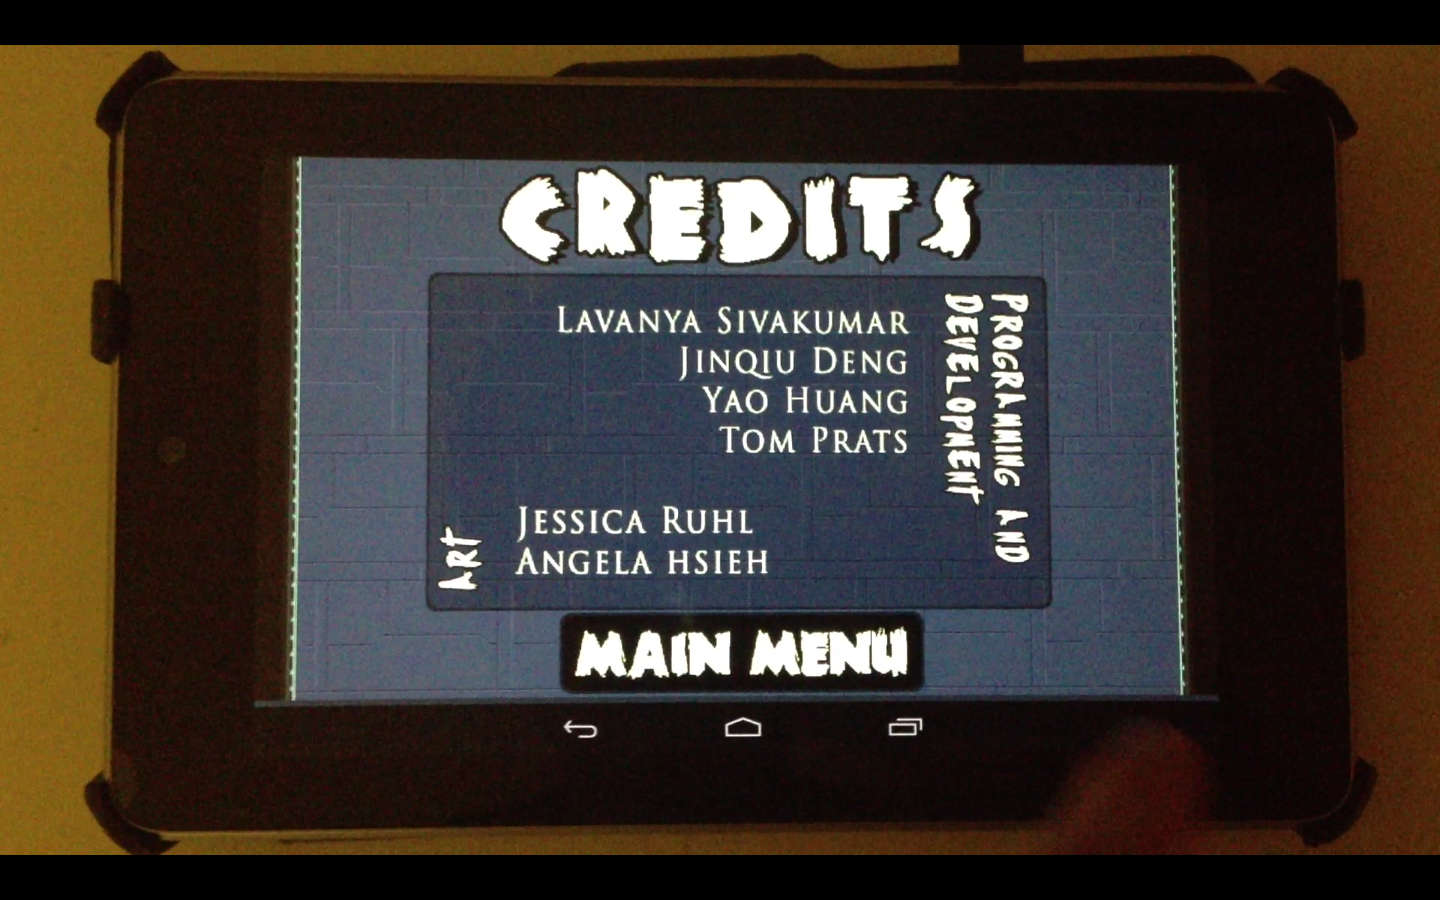 CREDITS
LAVANYA SIVAKUMAR
JINQIU DENG
YAO HUANG
TOM PRATS
PROGRAMMING AND
DEVELOPMENT
JESSICA RUHL
ANGELA HSIEH
ART
MAIN MENU